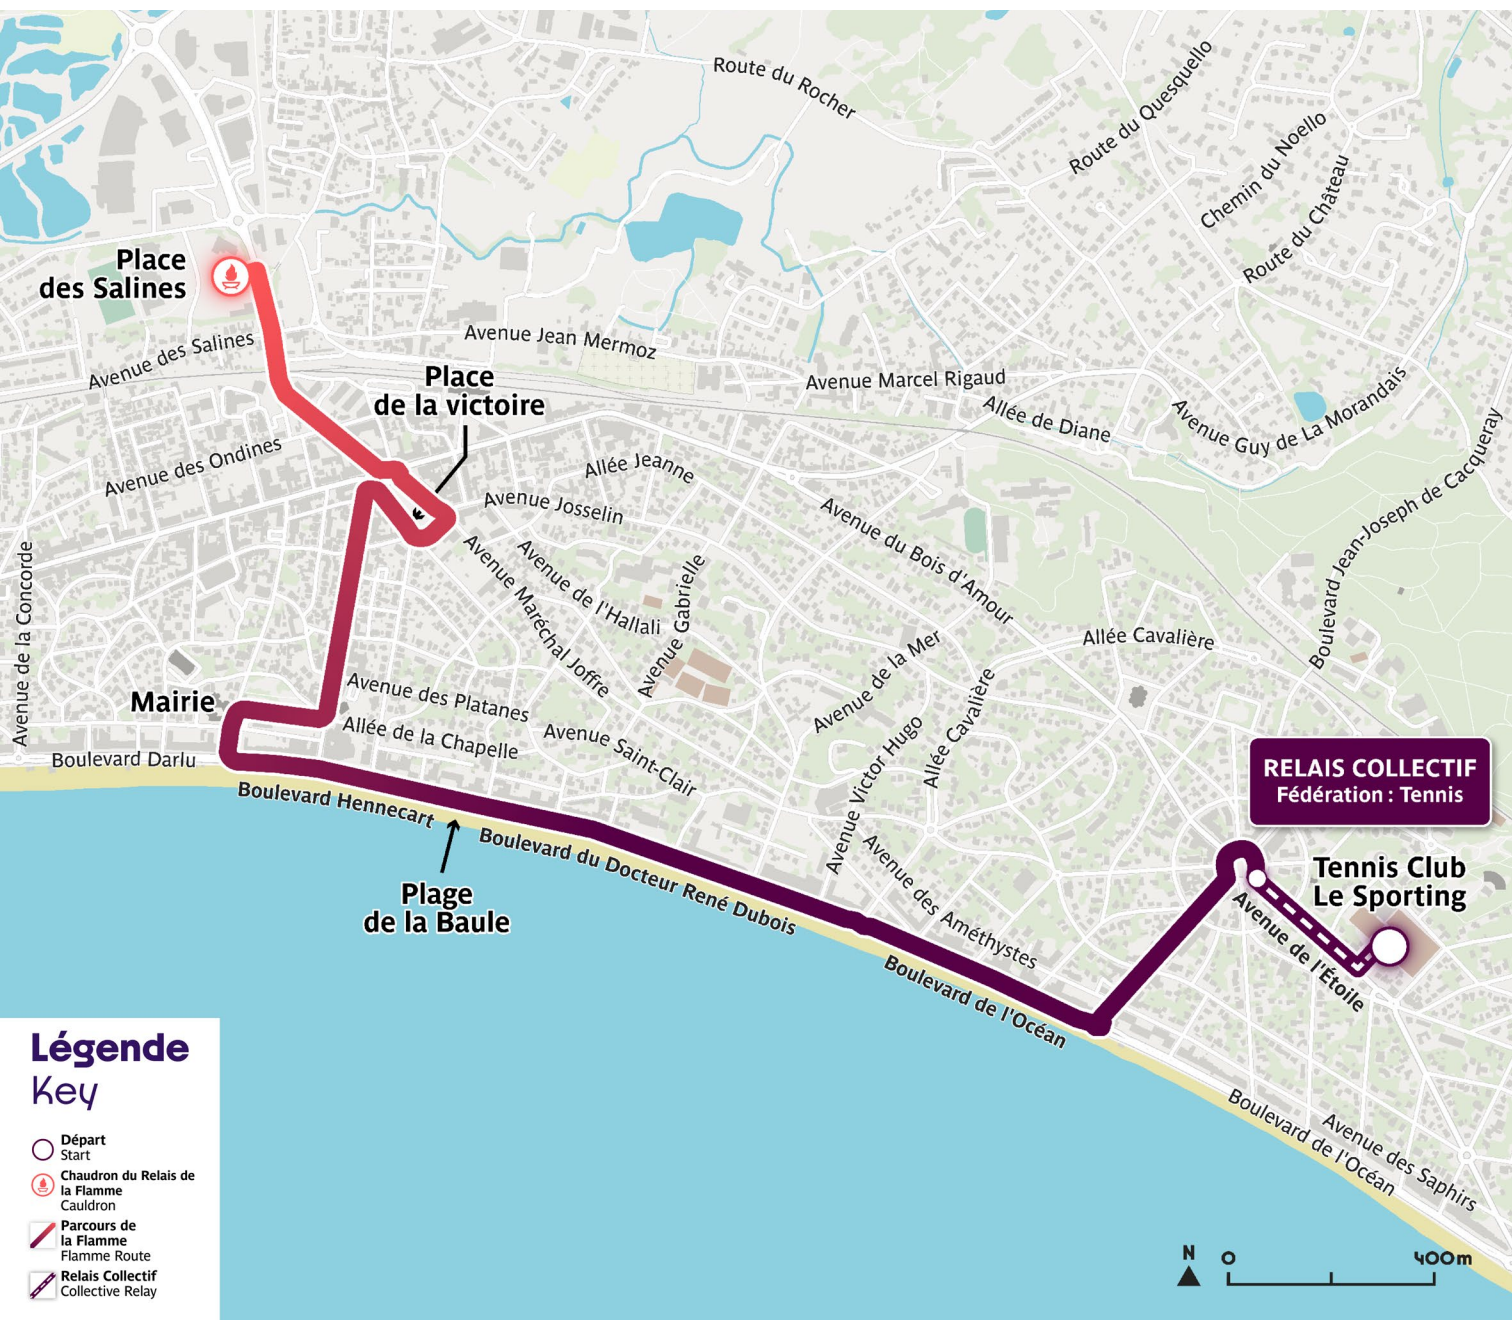 Route du Rocher
Route du Quesquello
Chemin du Noello
Route du Château
Place
des Salines
Avenue des Salines
Avenue Jean Mermoz
Place
de la victoire
Avenue Marcel Rigaud
Allée de Diane
Avenue Guy de La Morandais
Boulevard Jean-Joseph de Cacqueray
Avenue des Ondines
Allée Jeanne
Avenue Josselin
Avenue du Bois d'Amour
Avenue de la Concorde
Avenue Maréchal Joffre
Avenue de l'Hallali
Avenue Gabrielle
Allée Cavalière
Avenue de la Mer
Allée Cavalière
Mairie
Avenue des Platanes
Allée de la Chapelle
Avenue Saint-Clair
Avenue Victor Hugo
Boulevard Darlu
Boulevard Hennecart
Boulevard du Docteur René Dubois
Plage
de la Baule
Avenue des Améthystes
Boulevard de l'Océan
RELAIS COLLECTIF
Fédération : Tennis
Tennis Club
Le Sporting
Avenue de l'Étoile
Boulevard de l'Océan
Avenue des Saphirs
Légende
Key
Départ
Start
Chaudron du Relais de
la Flamme
Cauldron
Parcours de
la Flamme
Flamme Route
Relais Collectif
Collective Relay
N
0
400m